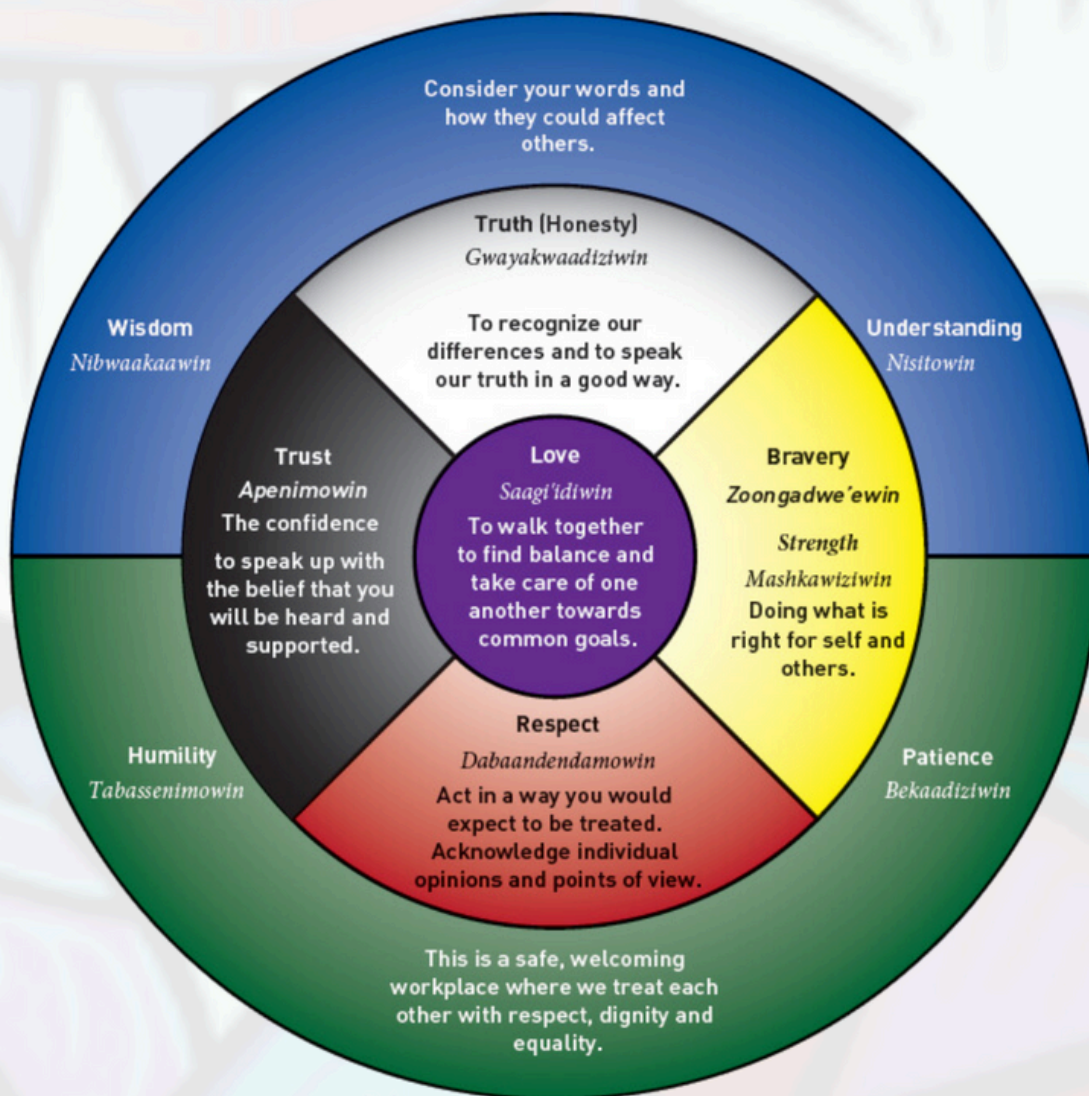 Consider your words and
how they could affect
others.
Truth (Honesty)
Gwayakwaadiziwin
To recognize our
differences and to speak
our truth in a good way.
Wisdom
Nibwaakaawin
Understanding
Nisitowin
Trust
Apenimowin
The confidence
to speak up with
the belief that you
will be heard and
supported.
Love
Saagi'idiwin
To walk together
to find balance and
take care of one
another towards
common goals.
Bravery
Zoongadwe'ewin
Strength
Mashkawiziwin
Doing what is
right for self and
others.
Humility
Tabassenimowin
Respect
Dabaandendamowin
Act in a way you would
expect to be treated.
Acknowledge individual
opinions and points of view.
Patience
Bekaadiziwin
This is a safe, welcoming
workplace where we treat each
other with respect, dignity and
equality.